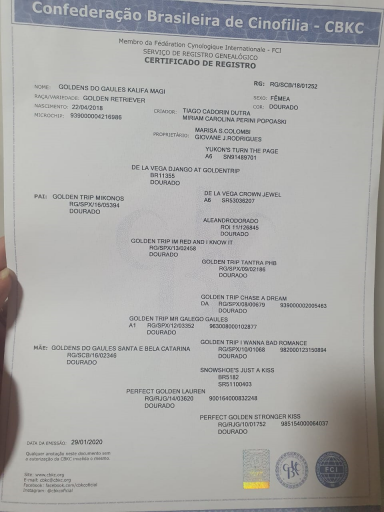 Confederação Brasileira de Cinofilia - CBKC
Membro da Fédération Cynologique Internationale - FCI
SERVIÇO DE REGISTRO GENEALÓGICO
CERTIFICADO DE REGISTRO
RG: RG/SCB/18/01252
NOME: GOLDENS DO GAULES KALIFA MAGI
RAÇA/VARIEDADE: GOLDEN RETRIEVER
SEXO: FÊMEA
NASCIMENTO: 22/04/2018
CRIADOR: TIAGO CADORIN DUTRA
COR: DOURADO
MICROCHIP: 939000004216986
MIRIAM CAROLINA PERINI POPOASKI
PROPRIETÁRIO: MARISA S.COLOMBI
GIOVANE J.RODRIGUES
YUKON'S TURN THE PAGE
A6 SN91489701
DE LA VEGA DJANGO AT GOLDENTRIP
BR11355
DOURADO
DE LA VEGA CROWN JEWEL
A6 SR53036207
PAI: GOLDEN TRIP MIKONOS
RG/SPX/16/05394
DOURADO
ALEANDRODORADO
ROI 11/126845
DOURADO
GOLDEN TRIP IM RED AND I KNOW IT
RG/SPX/13/02458
DOURADO
GOLDEN TRIP TANTRA PHB
RG/SPX/09/02186
DOURADO
GOLDEN TRIP CHASE A DREAM
DA RG/SPX/08/00679 939000002005463
DOURADO
GOLDEN TRIP MR GALEGO GAULES
A1 RG/SPX/12/03352 963008000102877
DOURADO
GOLDEN TRIP I WANNA BAD ROMANCE
RG/SPX/10/01068 982000123150894
DOURADO
MÃE: GOLDENS DO GAULES SANTA E BELA CATARINA
RG/SCB/16/02348
DOURADO
SNOWSHOE'S JUST A KISS
BR5182
SR51100403
PERFECT GOLDEN LAUREN
RG/RJG/14/03620 900164000832248
DOURADO
PERFECT GOLDEN STRONGER KISS
RG/RJG/10/01752 985154000064037
DOURADO
DATA DA EMISSÃO: 29/01/2020
Qualquer anotação neste documento sem
a autorização da CBKC invalida o mesmo.
Site: www.cbkc.org
E-mail: cbkc@cbkc.org
Facebook: facebook.com/cbkcoficial
Instagram: @cbkcoficial
CBKC
FCI